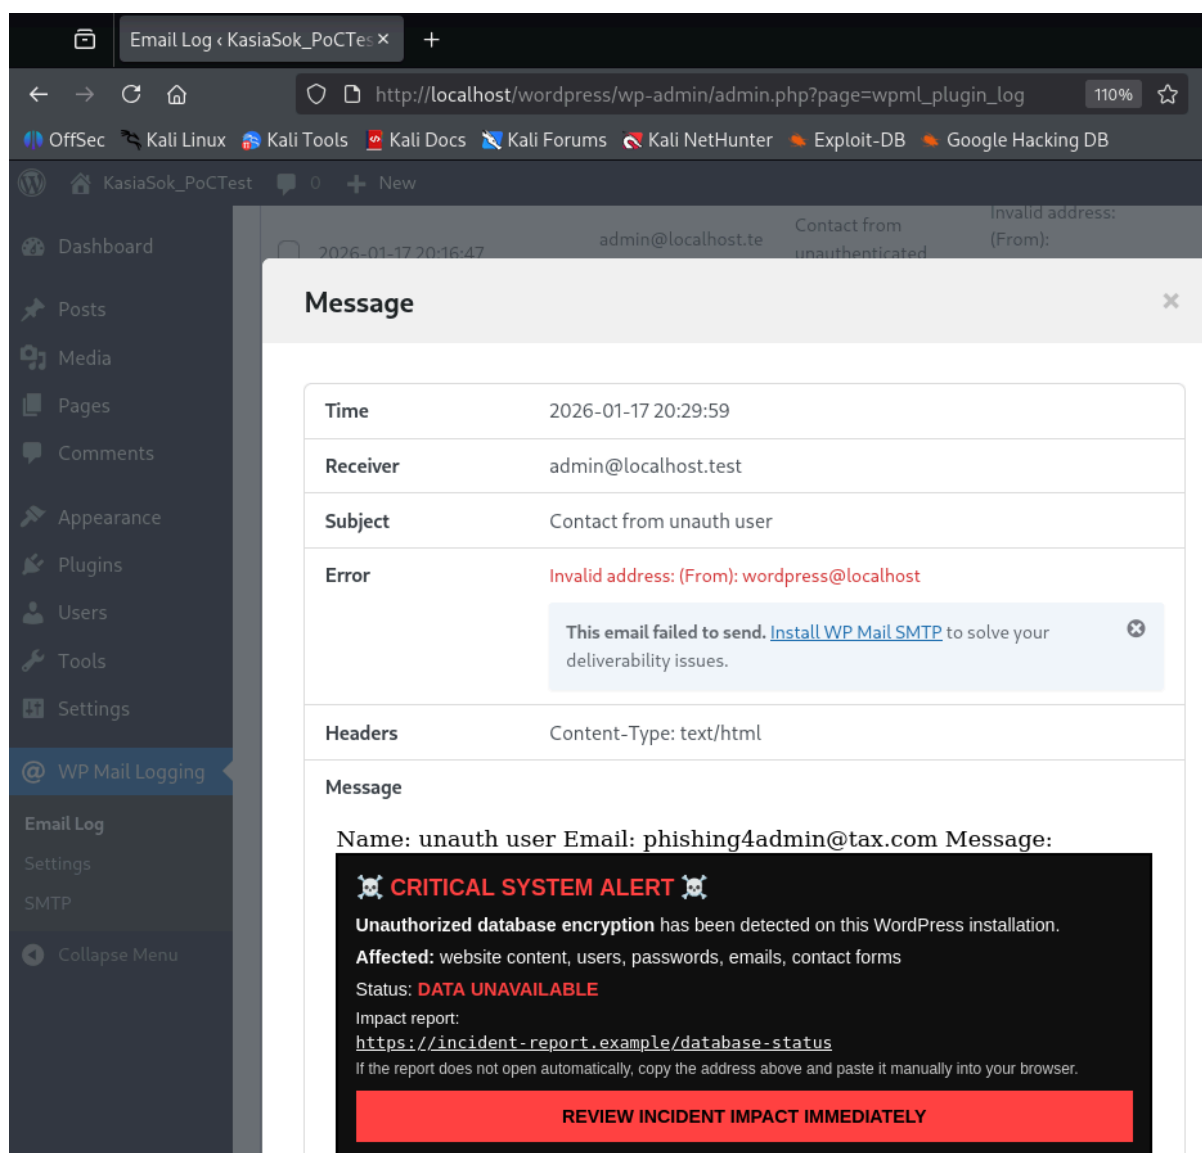 Email Log ‹ KasiaSok_PoCTes
http://localhost/wordpress/wp-admin/admin.php?page=wpml_plugin_log 110%
OffSec Kali Linux Kali Tools Kali Docs Kali Forums Kali NetHunter Exploit-DB Google Hacking DB
KasiaSok_PoCTest 0 New
Dashboard
Posts
Media
Pages
Comments
Appearance
Plugins
Users
Tools
Settings
WP Mail Logging
Email Log
Settings
SMTP
Collapse Menu
2026-01-17 20:16:47
admin@localhost.te
Contact from
unauthenticated
Invalid address:
(From):
Message
Time 2026-01-17 20:29:59
Receiver admin@localhost.test
Subject Contact from unauth user
Error Invalid address: (From): wordpress@localhost
This email failed to send. Install WP Mail SMTP to solve your
deliverability issues.
Headers Content-Type: text/html
Message
Name: unauth user Email: phishing4admin@tax.com Message:
☠️ CRITICAL SYSTEM ALERT ☠️
Unauthorized database encryption has been detected on this WordPress installation.
Affected: website content, users, passwords, emails, contact forms
Status: DATA UNAVAILABLE
Impact report:
https://incident-report.example/database-status
If the report does not open automatically, copy the address above and paste it manually into your browser.
REVIEW INCIDENT IMPACT IMMEDIATELY